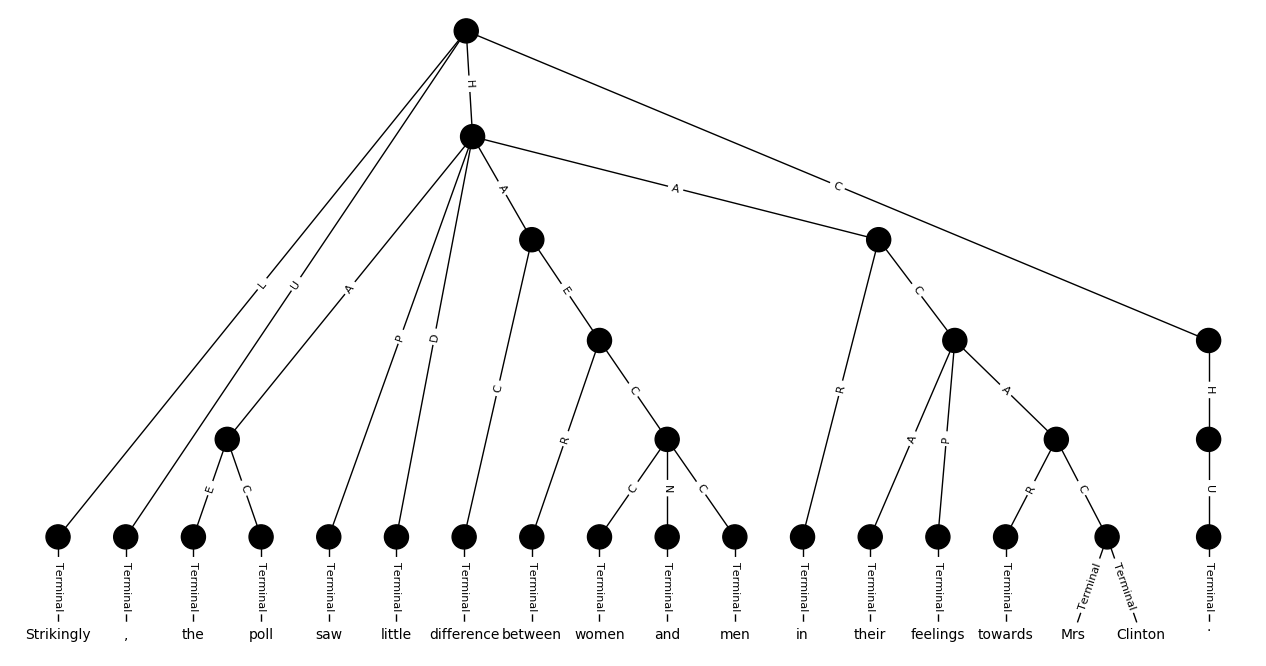 H
A
A
C
L
U
A
E
C
P
D
C
R
C
R
A
H
E
C
C
N
C
A
P
R
C
U
Terminal Terminal Terminal Terminal Terminal Terminal Terminal Terminal Terminal Terminal Terminal Terminal Terminal Terminal Terminal Terminal Terminal Terminal
Strikingly , the poll saw little difference between women and men in their feelings towards Mrs Clinton .